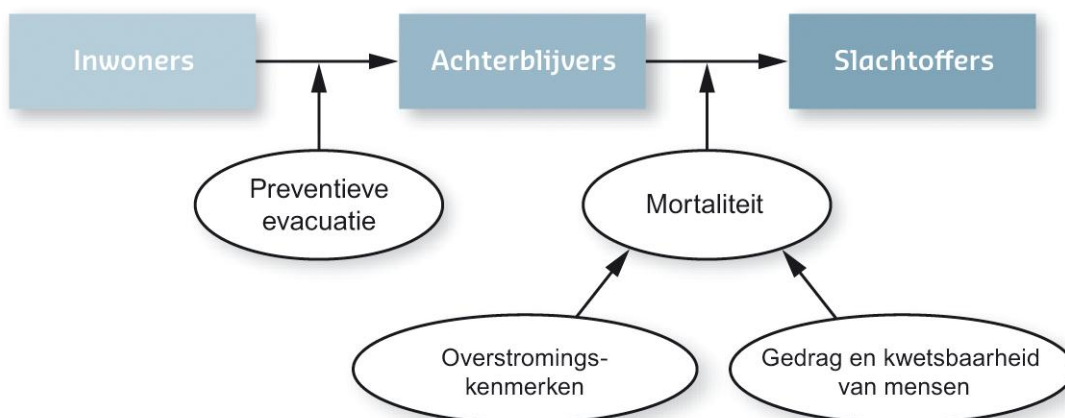 Inwoners
Achterblijvers
Slachtoffers
Preventieve
evacuatie
Mortaliteit
Overstromings-
kenmerken
Gedrag en kwetsbaarheid
van mensen